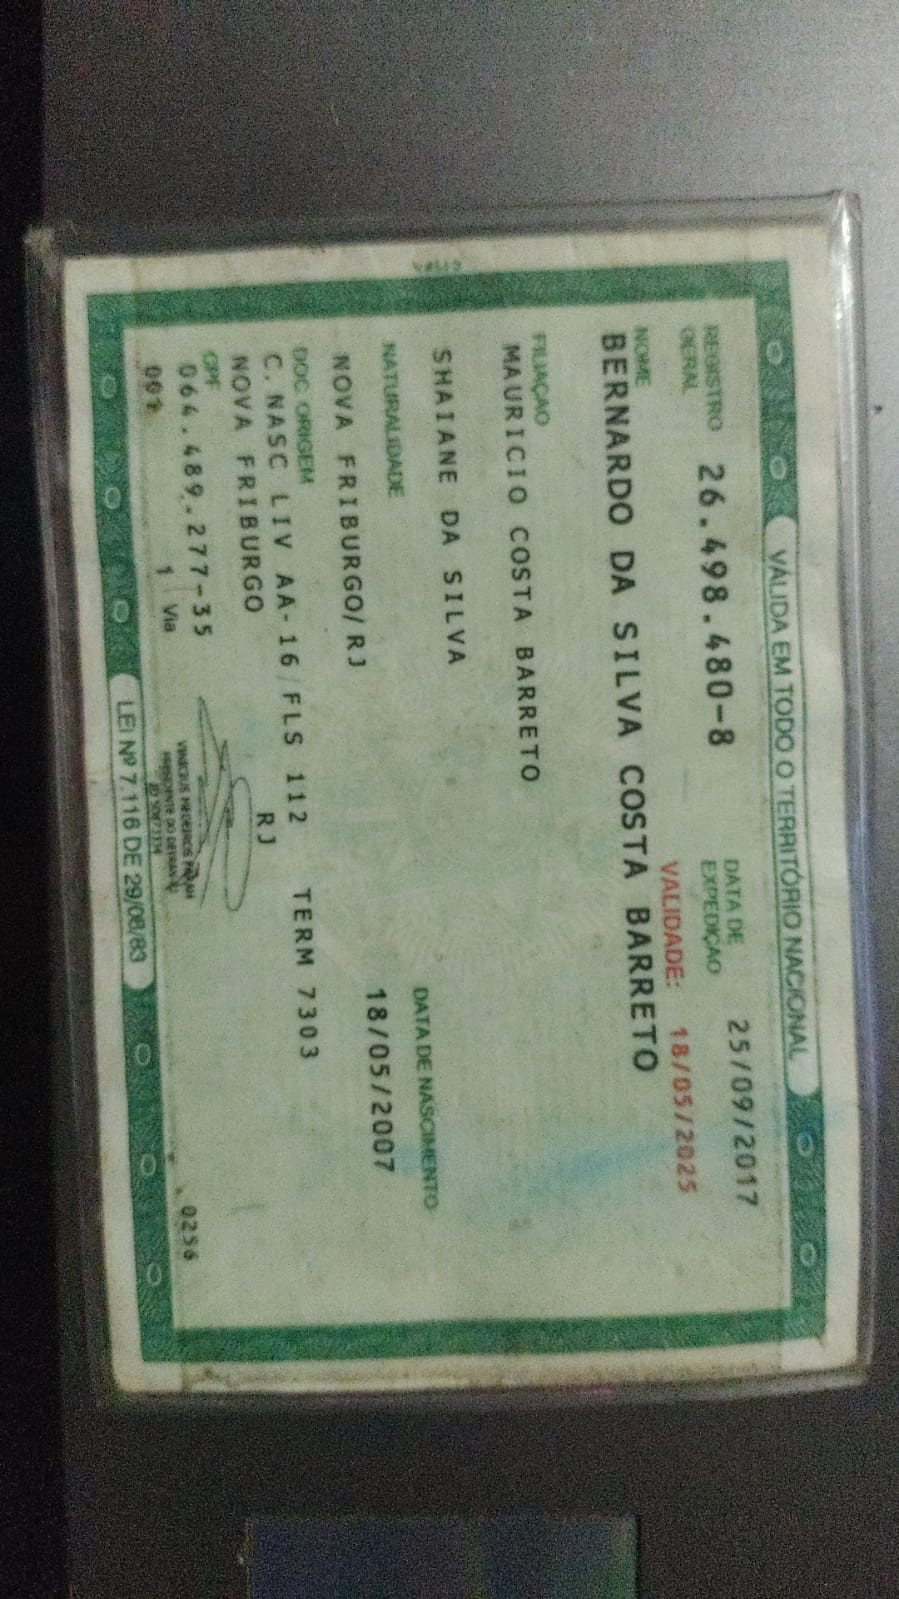 VÁLIDA EM TODO O TERRITÓRIO NACIONAL
REGISTRO GERAL 26.498.480-8 DATA DE EXPEDIÇÃO 25/09/2017
VALIDADE: 18/05/2025
NOME
BERNARDO DA SILVA COSTA BARRETO
FILIAÇÃO
MAURICIO COSTA BARRETO
SHAIANE DA SILVA
NATURALIDADE DATA DE NASCIMENTO
NOVA FRIBURGO/RJ 18/05/2007
DOC. ORIGEM
C. NASC LIV AA-16 FLS 112 TERM 7303
NOVA FRIBURGO RJ
CPF
064.489.277-35
001 1 Via
0256
VINICIUS MEDEIROS
PRESIDENTE DO DETRAN
LEI Nº 7.116 DE 29/08/83